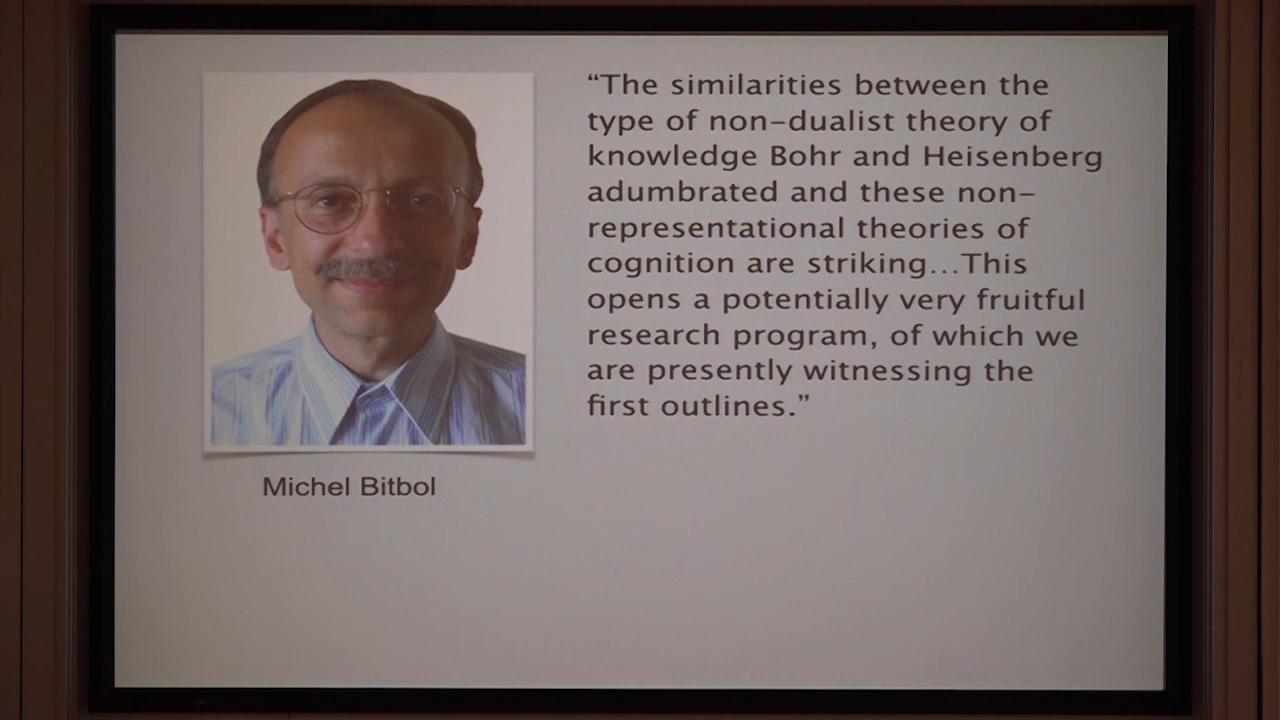 “The similarities between the
type of non–dualist theory of
knowledge Bohr and Heisenberg
adumbrated and these non–
representational theories of
cognition are striking…This
opens a potentially very fruitful
research program, of which we
are presently witnessing the
first outlines.”
Michel Bitbol